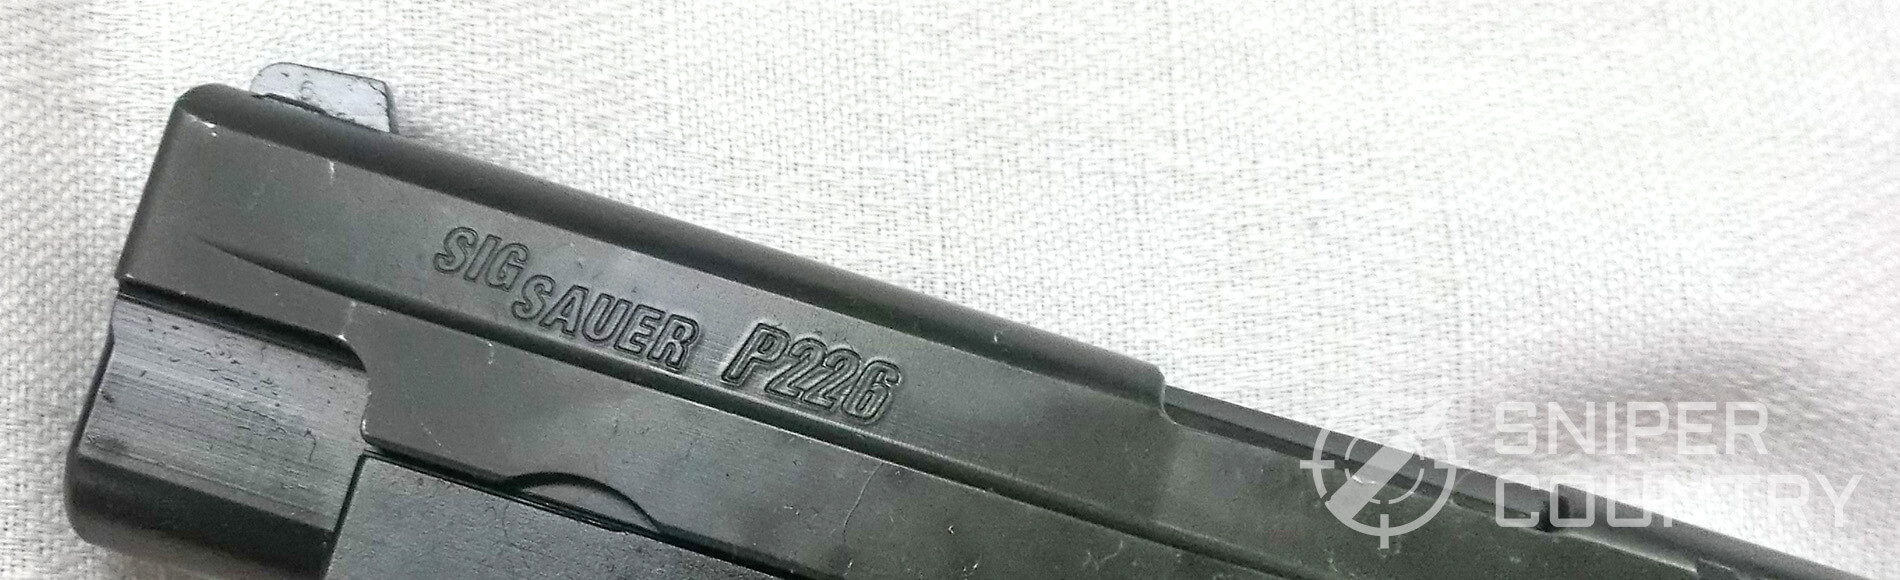 SIG
SAUER P226
SNIPER
COUNTRY